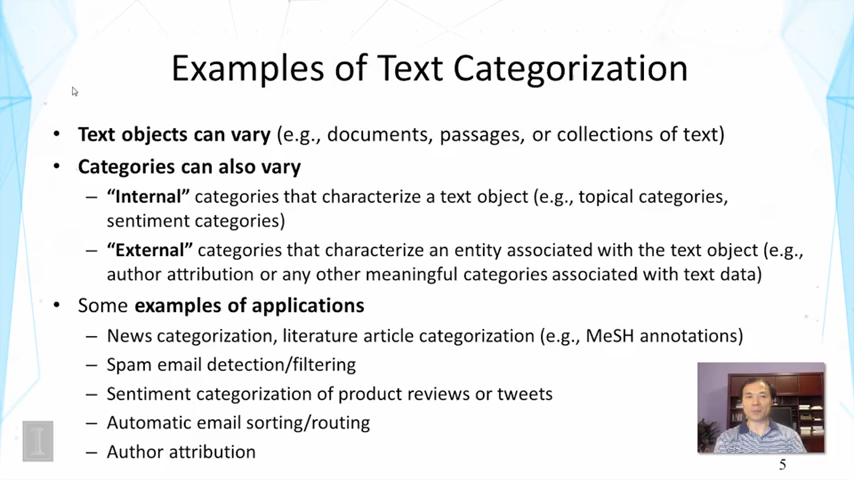 Examples of Text Categorization
• Text objects can vary (e.g., documents, passages, or collections of text)
• Categories can also vary
– “Internal” categories that characterize a text object (e.g., topical categories,
sentiment categories)
– “External” categories that characterize an entity associated with the text object (e.g.,
author attribution or any other meaningful categories associated with text data)
• Some examples of applications
– News categorization, literature article categorization (e.g., MeSH annotations)
– Spam email detection/filtering
– Sentiment categorization of product reviews or tweets
– Automatic email sorting/routing
– Author attribution
I
5